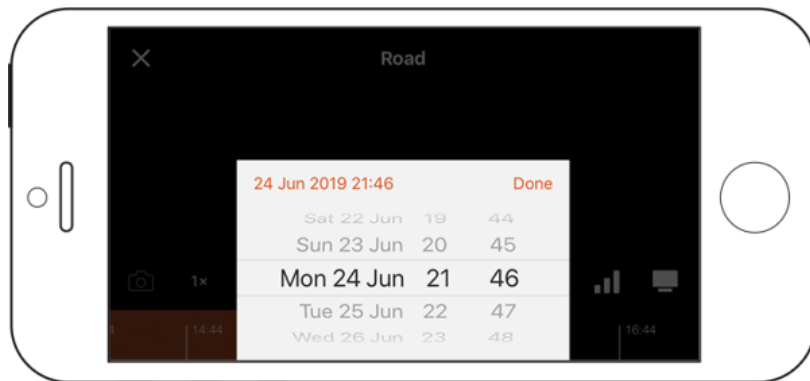 Road
24 Jun 2019 21:46 Done
Sat 22 Jun 19 44
Sun 23 Jun 20 45
1× Mon 24 Jun 21 46
Tue 25 Jun 22 47
14:44 16:44
Wed 26 Jun 23 48